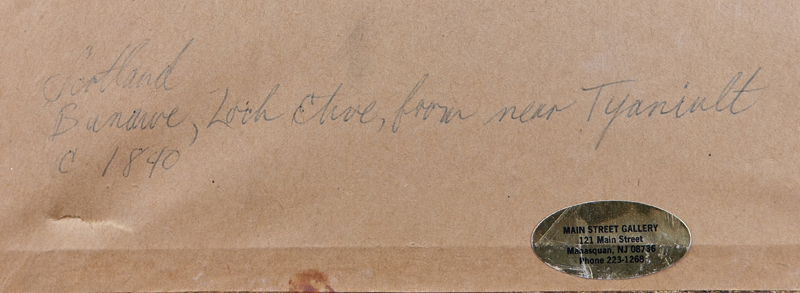 Scotland
Bunawe, Loch Etive, from near Tyaniult
c. 1840
MAIN STREET GALLERY
121 Main Street
Manasquan, NJ 08736
Phone 223-1268